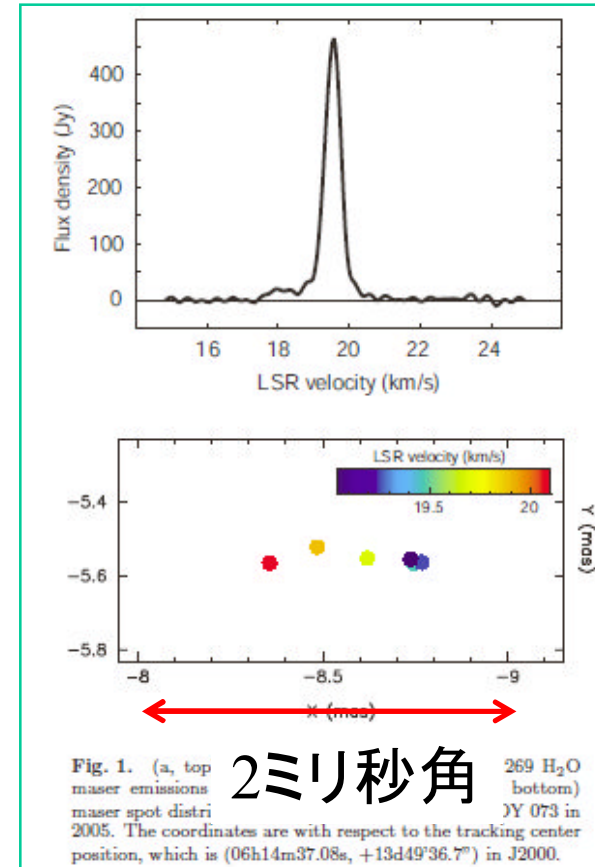 400
300
200
100
0
Flux density (Jy)
16 18 20 22 24
LSR velocity (km/s)
LSR velocity (km/s)
19.5 20
−5.4
−5.6
−5.8
Y (mas)
−8 −8.5 −9
X (mas)
2ミリ秒角
Fig. 1. (a, top 269 H₂O
maser emissions bottom)
maser spot distri OY 073 in
2005. The coordinates are with respect to the tracking center
position, which is (06h14m37.08s, +13d49'36.7") in J2000.